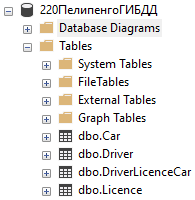 220ПелипенгоГИБДД
Database Diagrams
Tables
System Tables
FileTables
External Tables
Graph Tables
dbo.Car
dbo.Driver
dbo.DriverLicenceCar
dbo.Licence